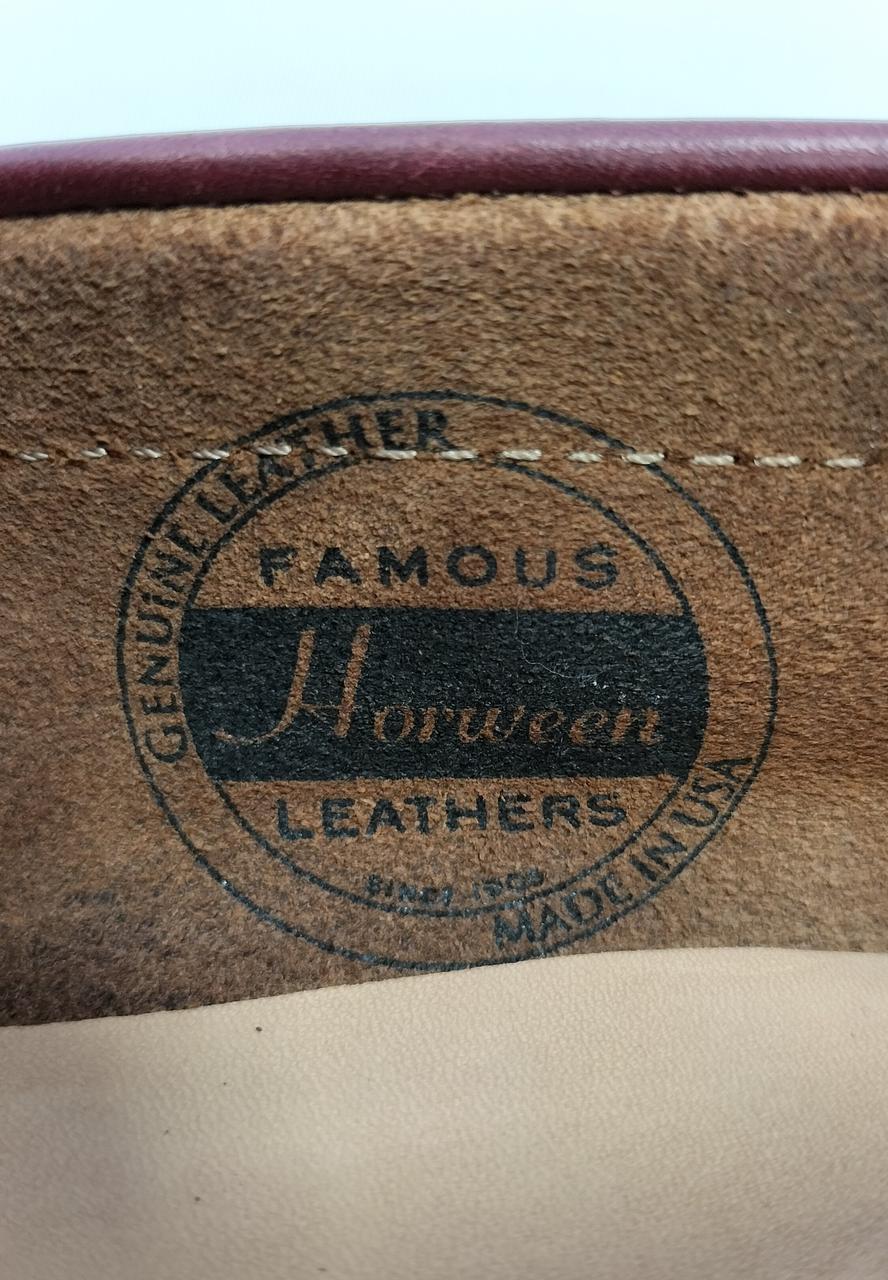 GENUINE LEATHER
FAMOUS
Horween
LEATHERS
SINCE 1905
MADE IN USA